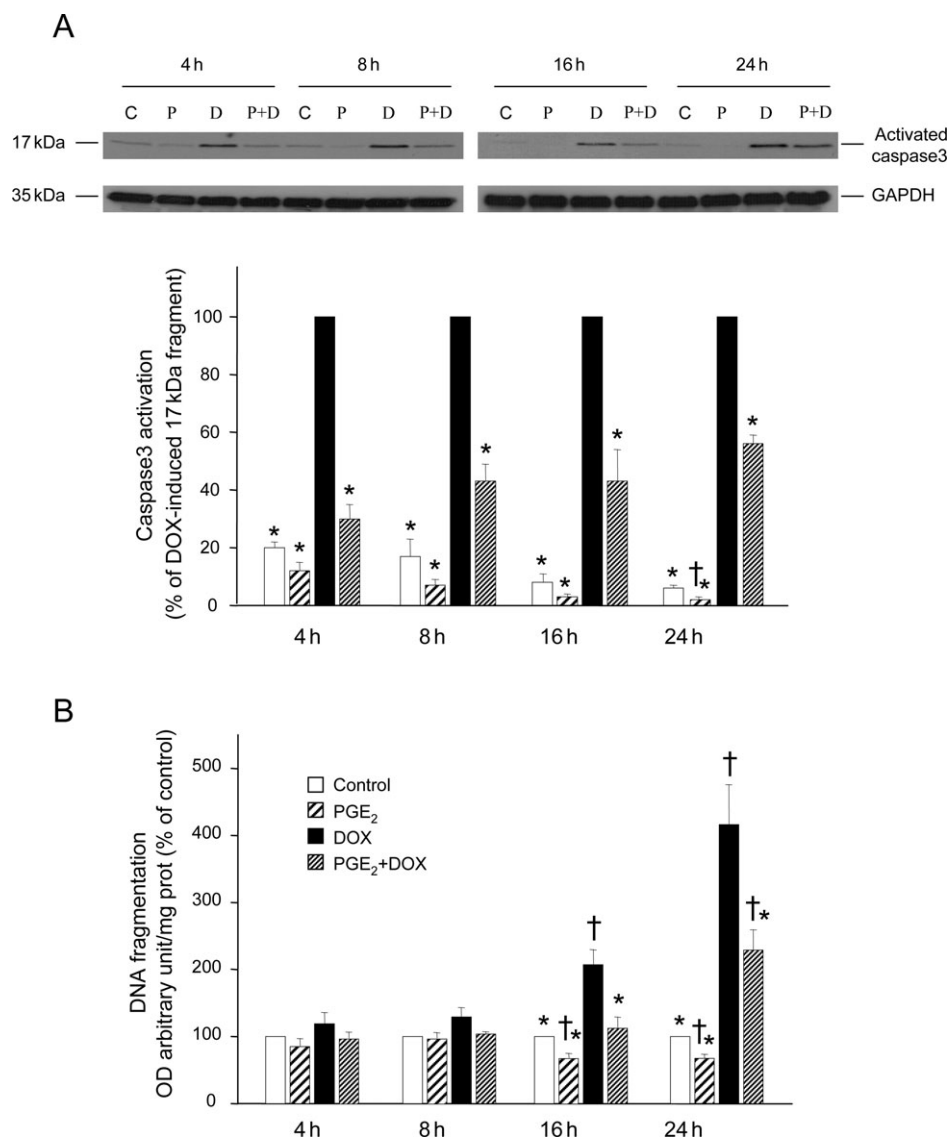 A
4 h 8 h 16 h 24 h
C P D P+D C P D P+D C P D P+D C P D P+D
17 kDa Activated caspase3
35 kDa GAPDH
Caspase3 activation
(% of DOX-induced 17 kDa fragment)
100
80
60
40
20
0
* * * * * * * * * †* *
4 h 8 h 16 h 24 h
B
DNA fragmentation
OD arbitrary unit/mg prot (% of control)
500
400
300
200
100
0
Control
PGE₂
DOX
PGE₂+DOX
* †* † * * †* † †*
4 h 8 h 16 h 24 h